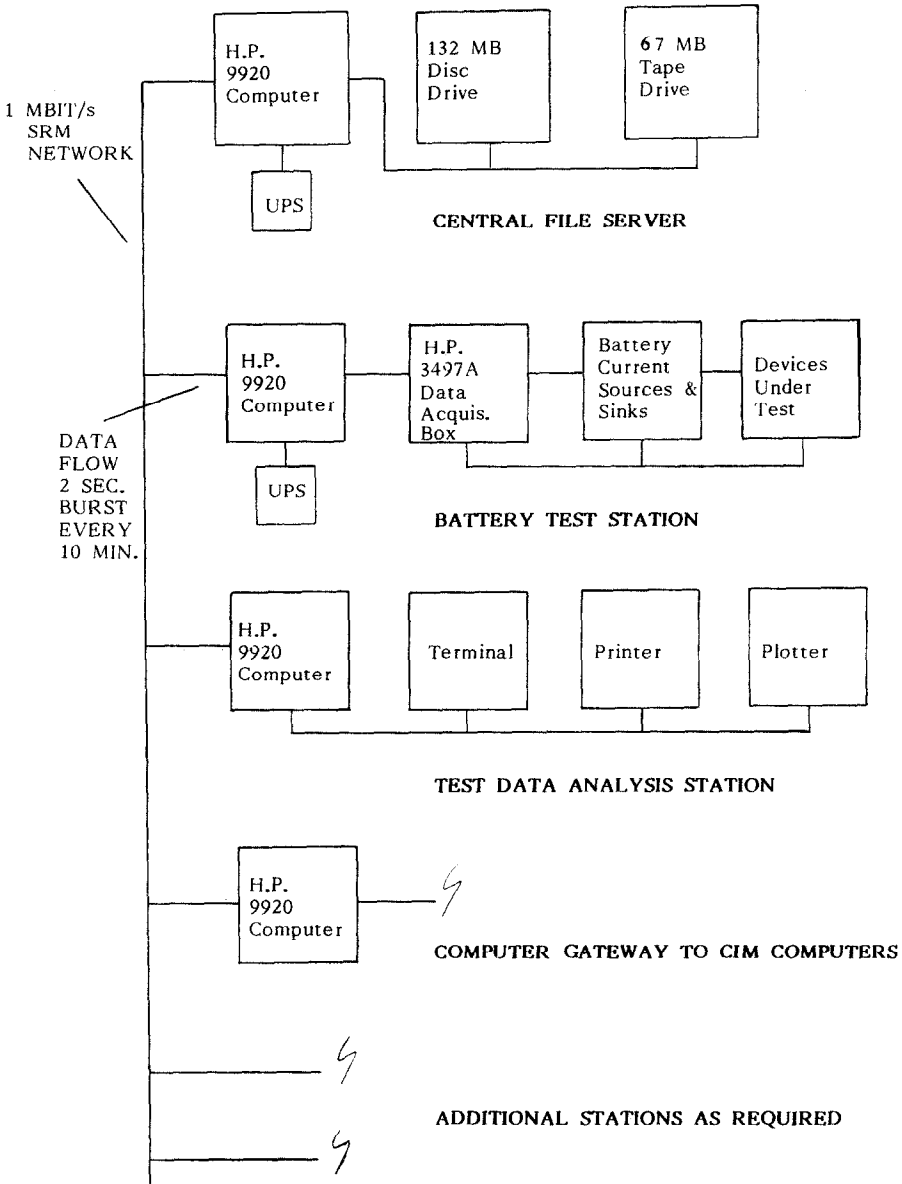 1 MBIT/s
SRM
NETWORK
H.P.
9920
Computer
132 MB
Disc
Drive
67 MB
Tape
Drive
UPS
CENTRAL FILE SERVER
DATA
FLOW
2 SEC.
BURST
EVERY
10 MIN.
H.P.
9920
Computer
H.P.
3497A
Data
Acquis.
Box
Battery
Current
Sources &
Sinks
Devices
Under
Test
UPS
BATTERY TEST STATION
H.P.
9920
Computer
Terminal
Printer
Plotter
TEST DATA ANALYSIS STATION
H.P.
9920
Computer
COMPUTER GATEWAY TO CIM COMPUTERS
ADDITIONAL STATIONS AS REQUIRED